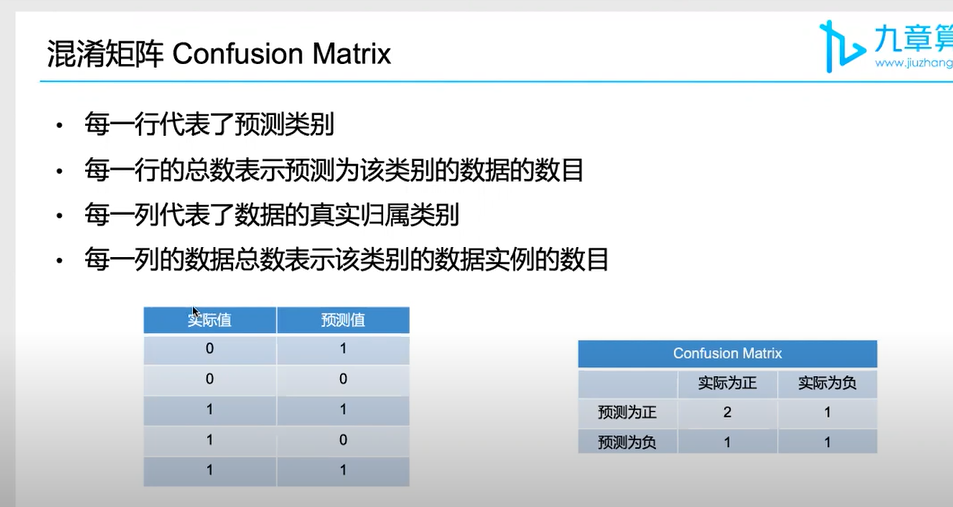 混淆矩阵 Confusion Matrix
九章算
www.jiuzhang
• 每一行代表了预测类别
• 每一行的总数表示预测为该类别的数据的数目
• 每一列代表了数据的真实归属类别
• 每一列的数据总数表示该类别的数据实例的数目
实际值 预测值
0 1
0 0
1 1
1 0
1 1
Confusion Matrix
实际为正 实际为负
预测为正 2 1
预测为负 1 1